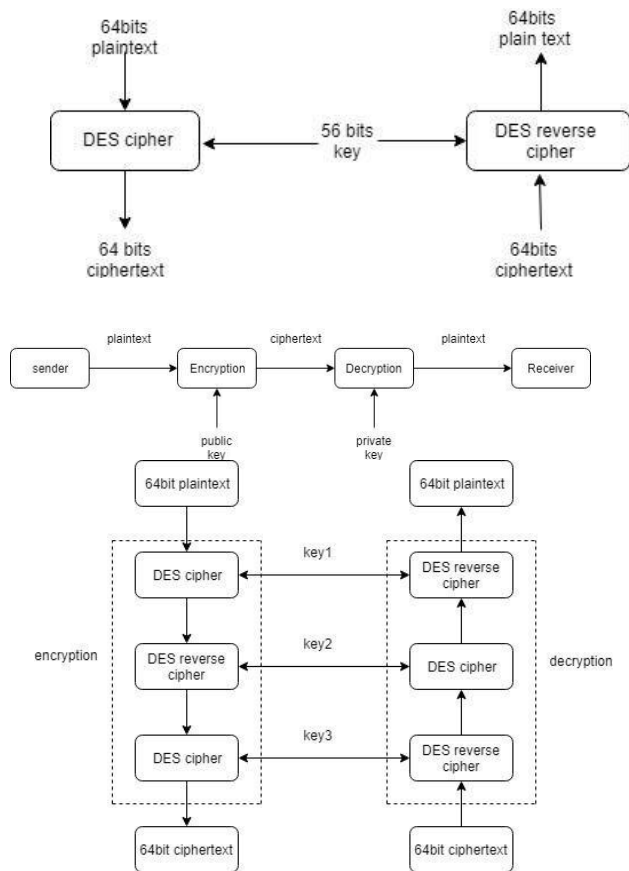 64bits
plaintext
64bits
plain text
DES cipher
56 bits
key
DES reverse
cipher
64 bits
ciphertext
64bits
ciphertext
plaintext
ciphertext
plaintext
sender
Encryption
Decryption
Receiver
public
key
private
key
64bit plaintext
64bit plaintext
key1
DES cipher
DES reverse
cipher
encryption
key2
DES reverse
cipher
DES cipher
decryption
key3
DES cipher
DES reverse
cipher
64bit ciphertext
64bit ciphertext